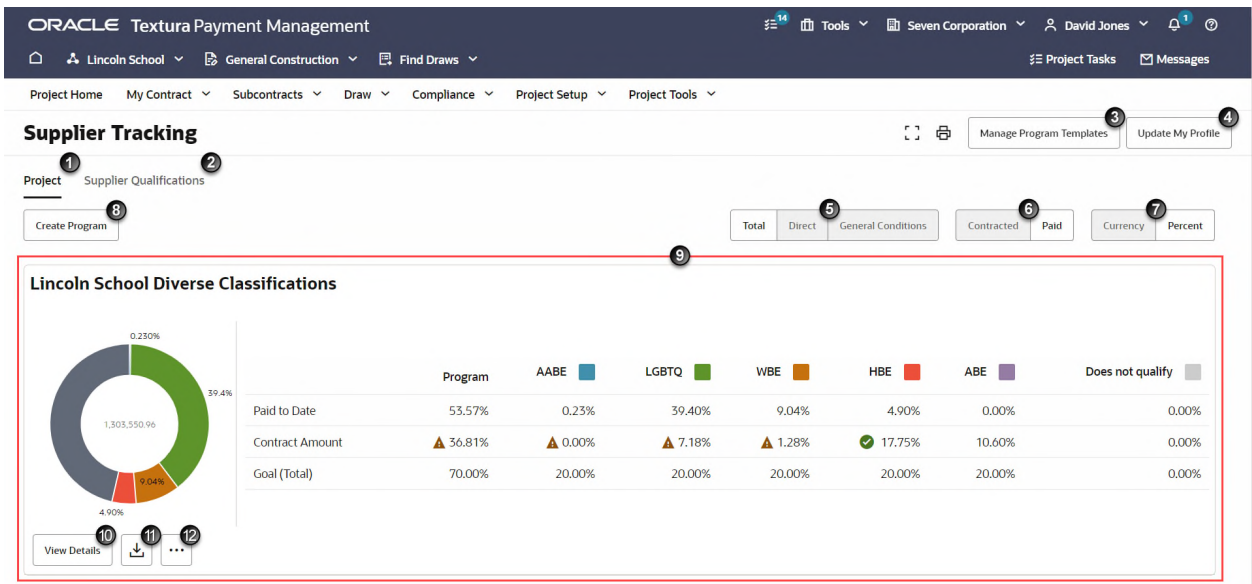 ORACLE Textura Payment Management
14 Tools Seven Corporation David Jones 1
Lincoln School General Construction Find Draws Project Tasks Messages
Project Home My Contract Subcontracts Draw Compliance Project Setup Project Tools
Supplier Tracking
3 4
Manage Program Templates Update My Profile
1 2
Project Supplier Qualifications
8 5 6 7
Create Program Total Direct General Conditions Contracted Paid Currency Percent
9
Lincoln School Diverse Classifications
0.230%
39.4%
1,303,550.96
9.04%
4.90%
Program AABE LGBTQ WBE HBE ABE Does not qualify
Paid to Date 53.57% 0.23% 39.40% 9.04% 4.90% 0.00% 0.00%
Contract Amount 36.81% 0.00% 7.18% 1.28% 17.75% 10.60% 0.00%
Goal (Total) 70.00% 20.00% 20.00% 20.00% 20.00% 20.00% 0.00%
10 11 12
View Details